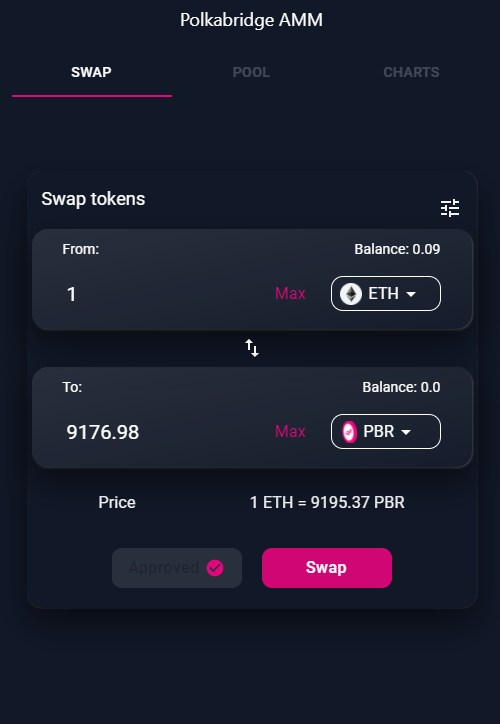 Polkabridge AMM
SWAP POOL CHARTS
Swap tokens
From: Balance: 0.09
1 Max ETH
To: Balance: 0.0
9176.98 Max PBR
Price 1 ETH = 9195.37 PBR
Approved Swap